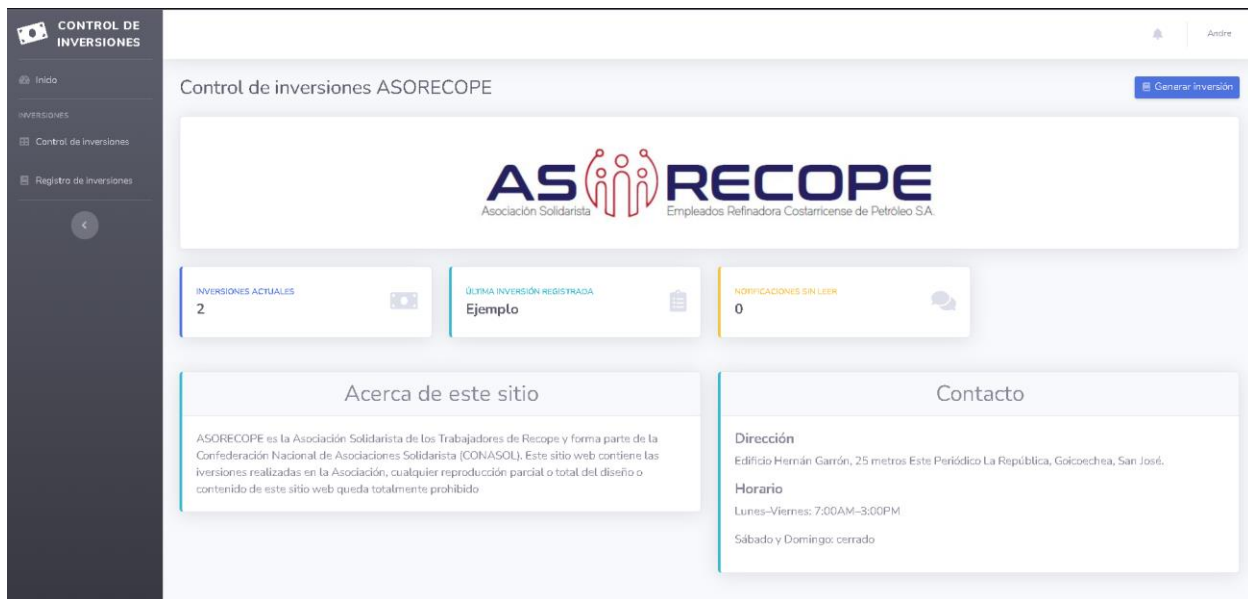 CONTROL DE
INVERSIONES
Inicio
INVERSIONES
Control de inversiones
Registro de inversiones
Andre
Control de inversiones ASORECOPE
Generar inversión
ASORECOPE
Asociación Solidarista Empleados Refinadora Costarricense de Petróleo S.A.
INVERSIONES ACTUALES
2
ÚLTIMA INVERSIÓN REGISTRADA
Ejemplo
NOTIFICACIONES SIN LEER
0
Acerca de este sitio
ASORECOPE es la Asociación Solidarista de los Trabajadores de Recope y forma parte de la
Confederación Nacional de Asociaciones Solidarista (CONASOL). Este sitio web contiene las
iversiones realizadas en la Asociación, cualquier reproducción parcial o total del diseño o
contenido de este sitio web queda totalmente prohibido
Contacto
Dirección
Edificio Hernán Garrón, 25 metros Este Periódico La República, Goicoechea, San José.
Horario
Lunes–Viernes: 7:00AM–3:00PM
Sábado y Domingo: cerrado